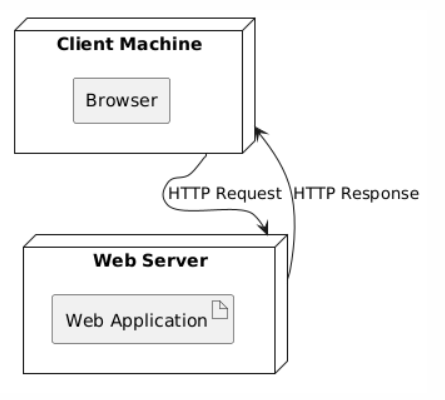 Client Machine
Browser
HTTP Request
HTTP Response
Web Server
Web Application